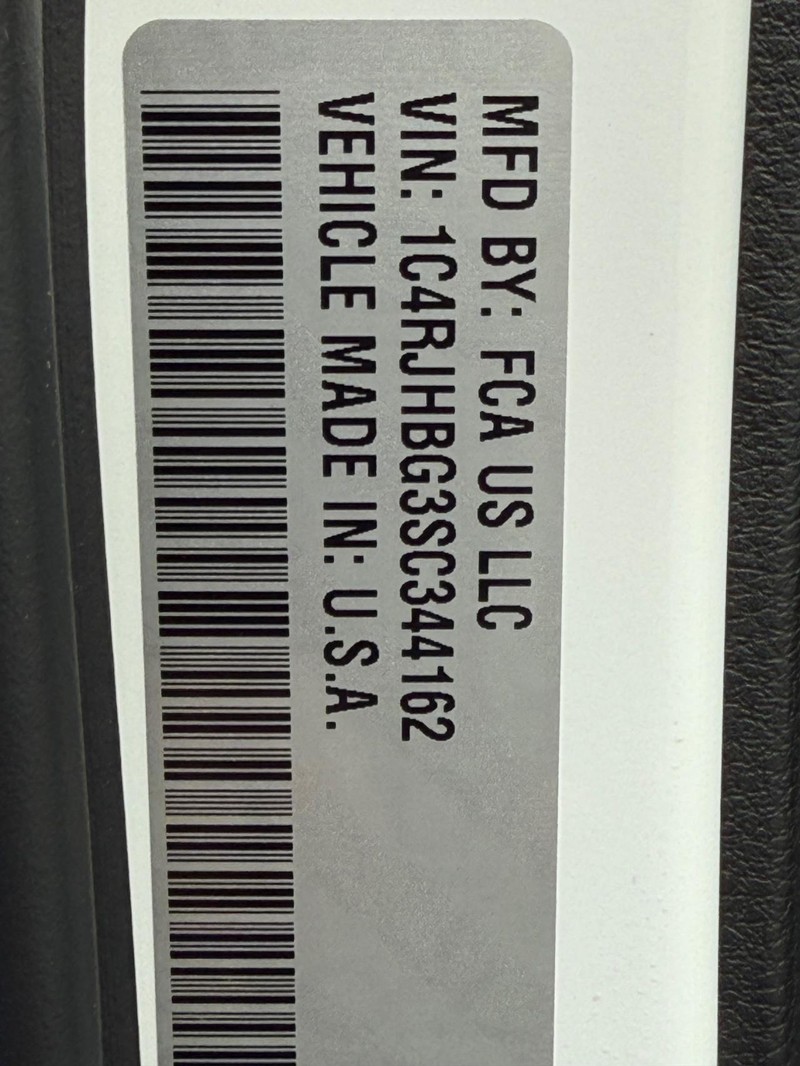 MFD BY: FCA US LLC
VIN: 1C4RJHBG3SC344162
VEHICLE MADE IN: U.S.A.